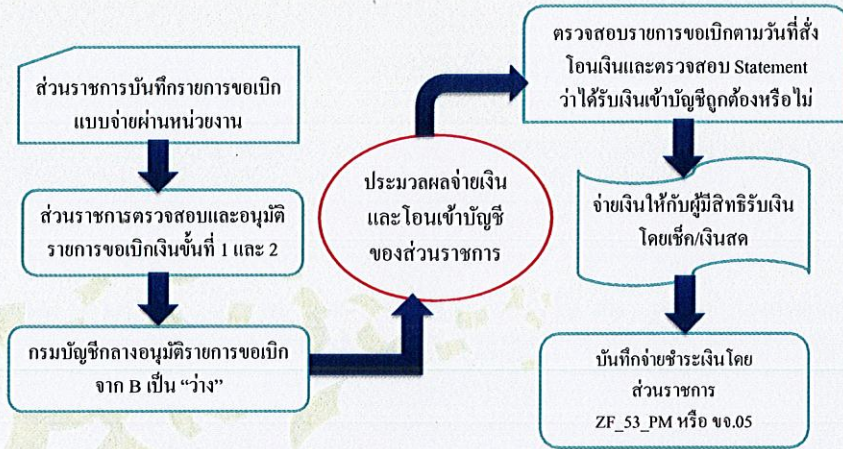 ส่วนราชการบันทึกรายการขอเบิก
แบบจ่ายผ่านหน่วยงาน
ส่วนราชการตรวจสอบและอนุมัติ
รายการขอเบิกเงินขั้นที่ 1 และ 2
กรมบัญชีกลางอนุมัติรายการขอเบิก
จาก B เป็น “ว่าง”
ประมวลผลจ่ายเงิน
และโอนเข้าบัญชี
ของส่วนราชการ
ตรวจสอบรายการขอเบิกตามวันที่สั่ง
โอนเงินและตรวจสอบ Statement
ว่าได้รับเงินเข้าบัญชีถูกต้องหรือไม่
จ่ายเงินให้กับผู้มีสิทธิรับเงิน
โดยเช็ค/เงินสด
บันทึกจ่ายชำระเงินโดย
ส่วนราชการ
ZF_53_PM หรือ ขจ.05